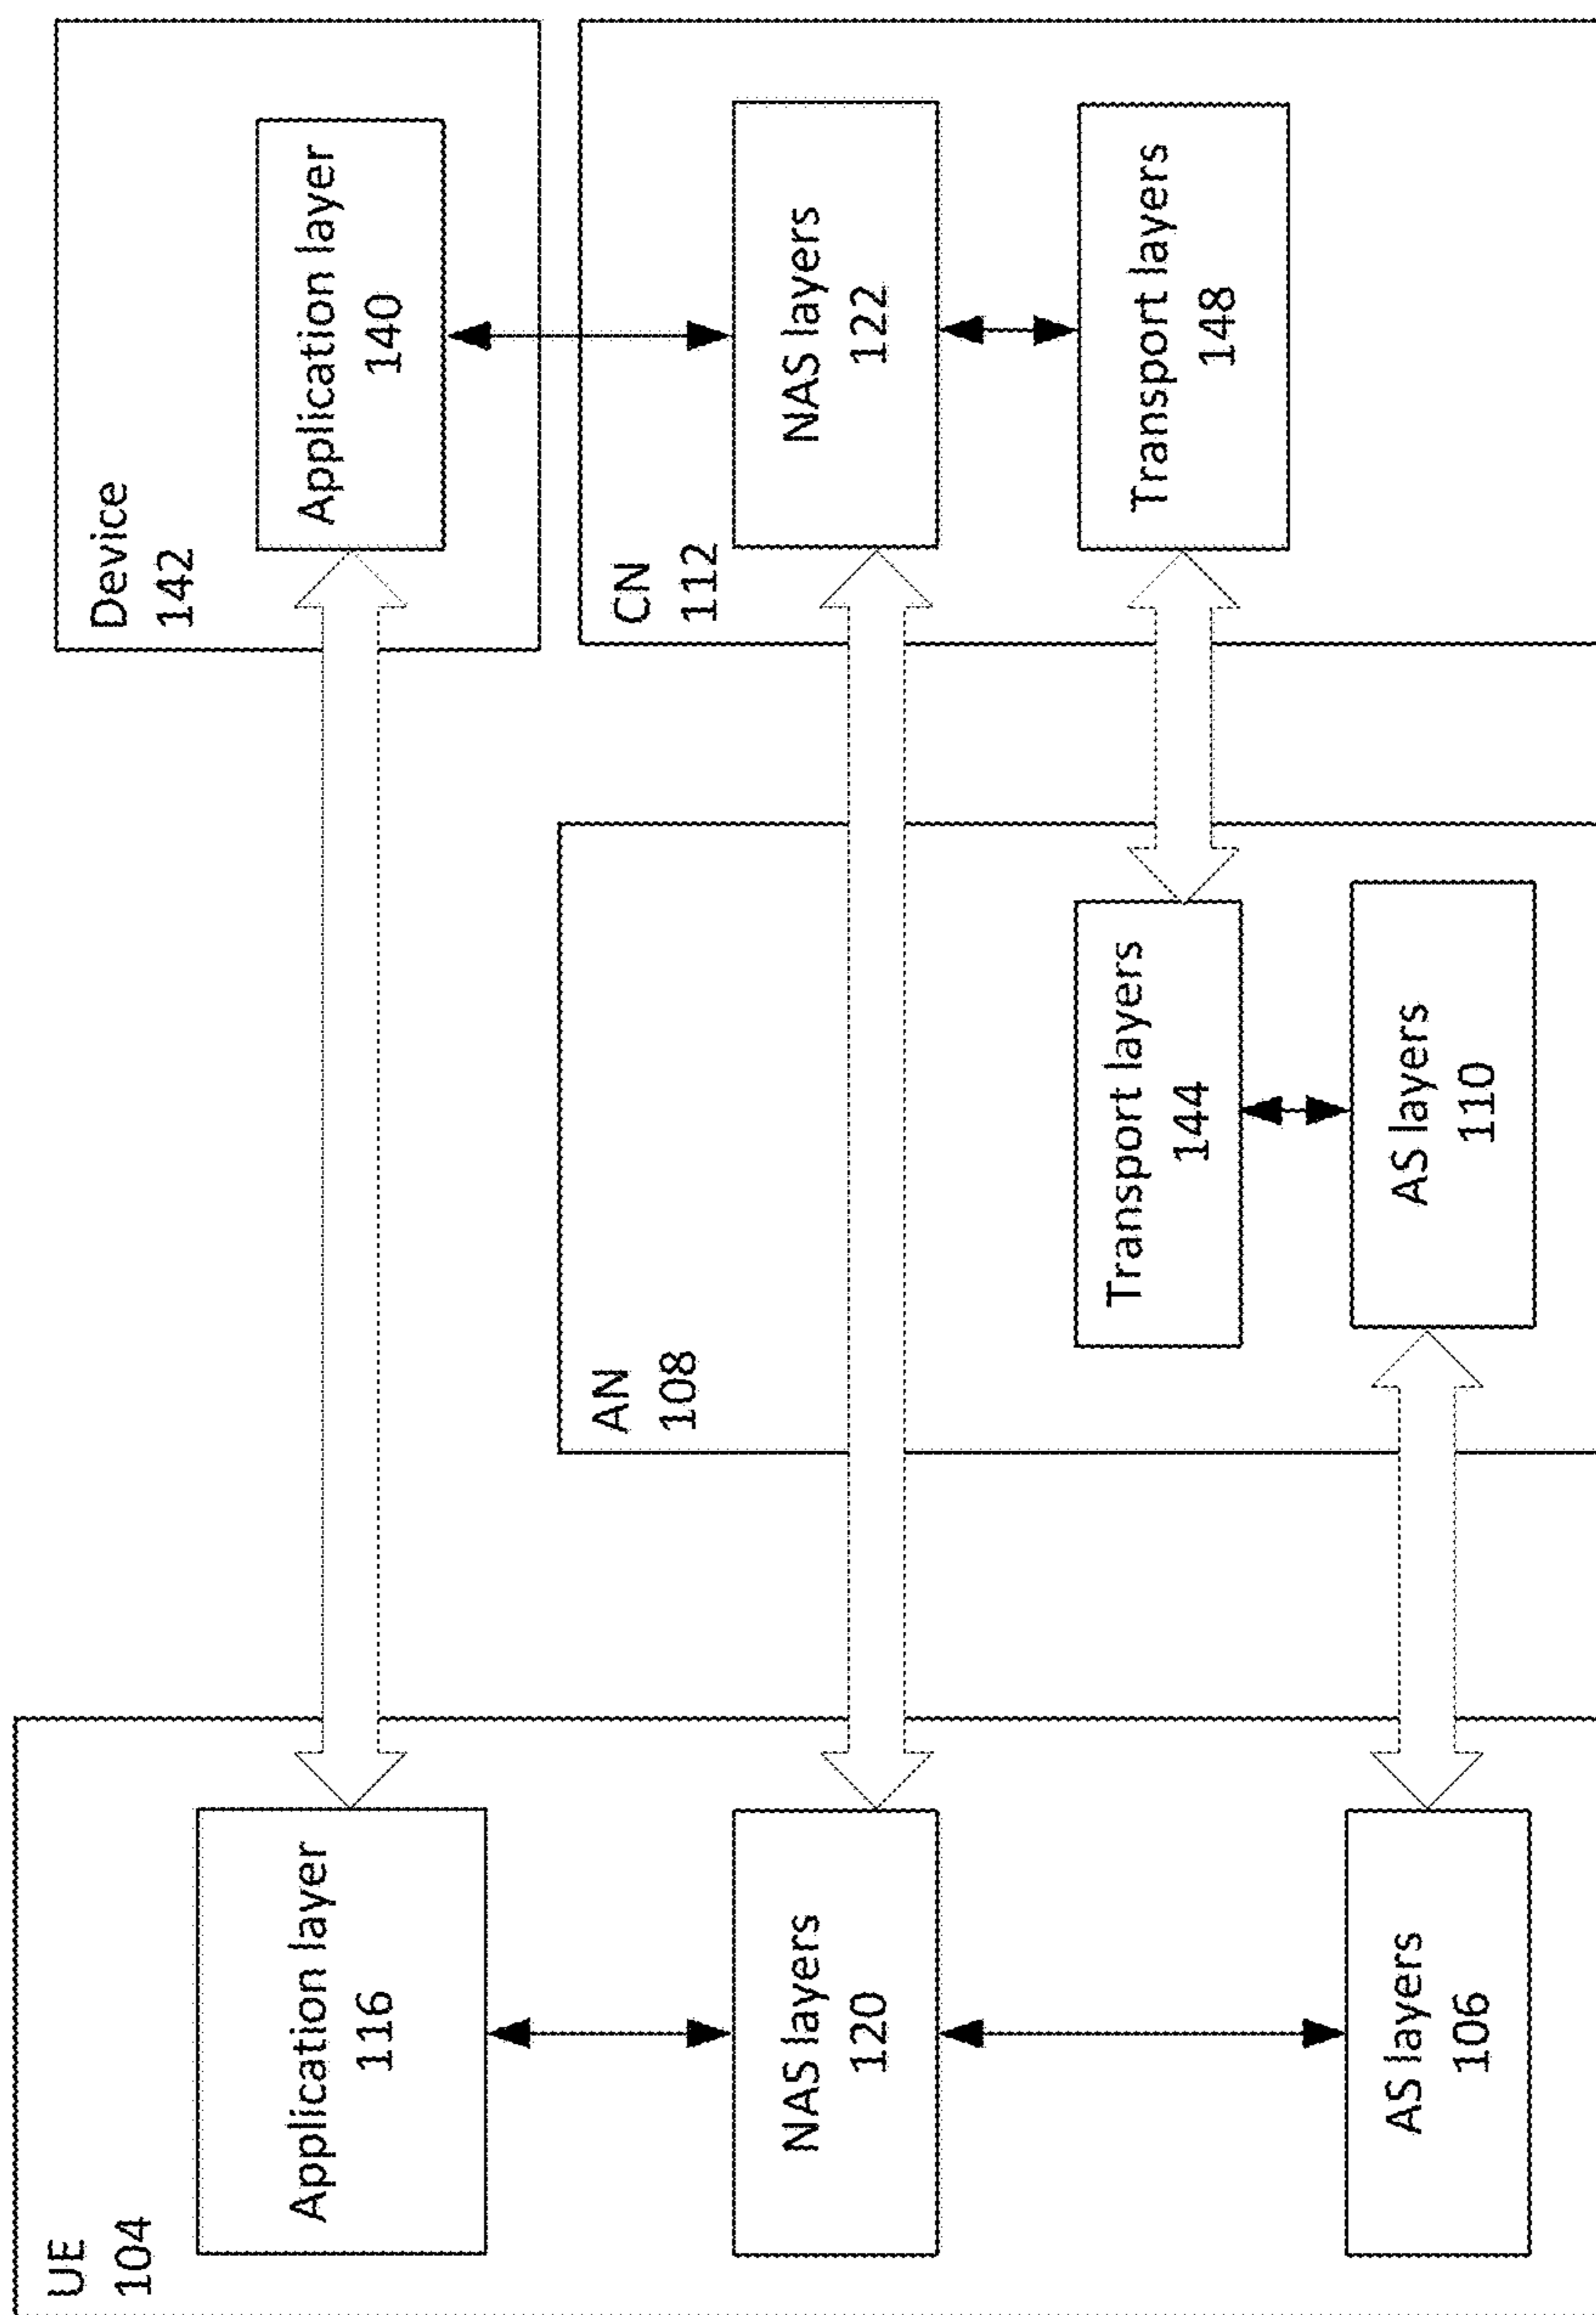 UE
104
Application layer
116
NAS layers
120
AS layers
106
AN
108
Transport layers
144
AS layers
110
Device
142
Application layer
140
CN
112
NAS layers
122
Transport layers
148